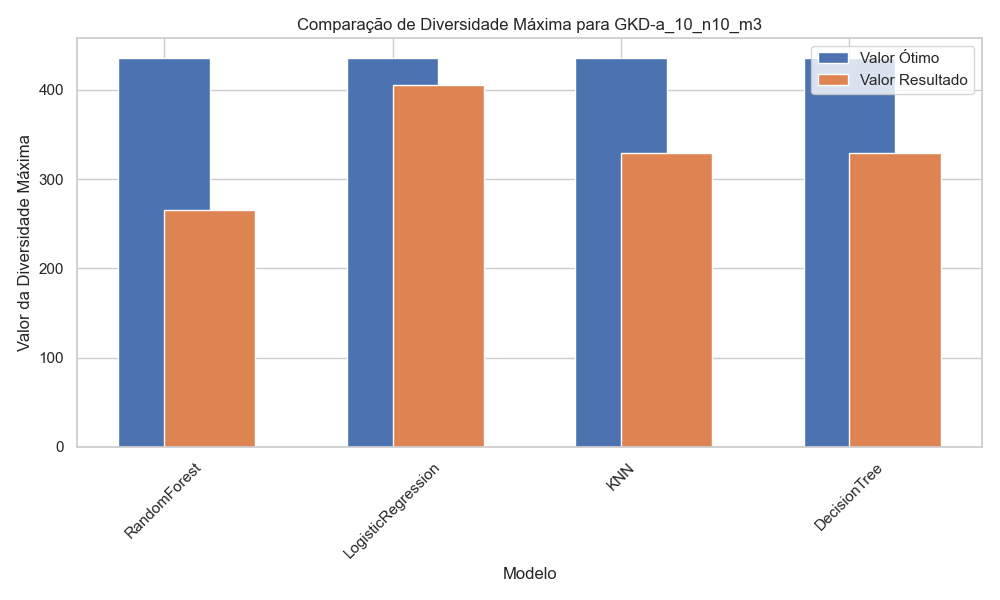 Comparação de Diversidade Máxima para GKD-a_10_n10_m3
Valor Ótimo
Valor Resultado
Valor da Diversidade Máxima
400
300
200
100
0
RandomForest
LogisticRegression
KNN
DecisionTree
Modelo